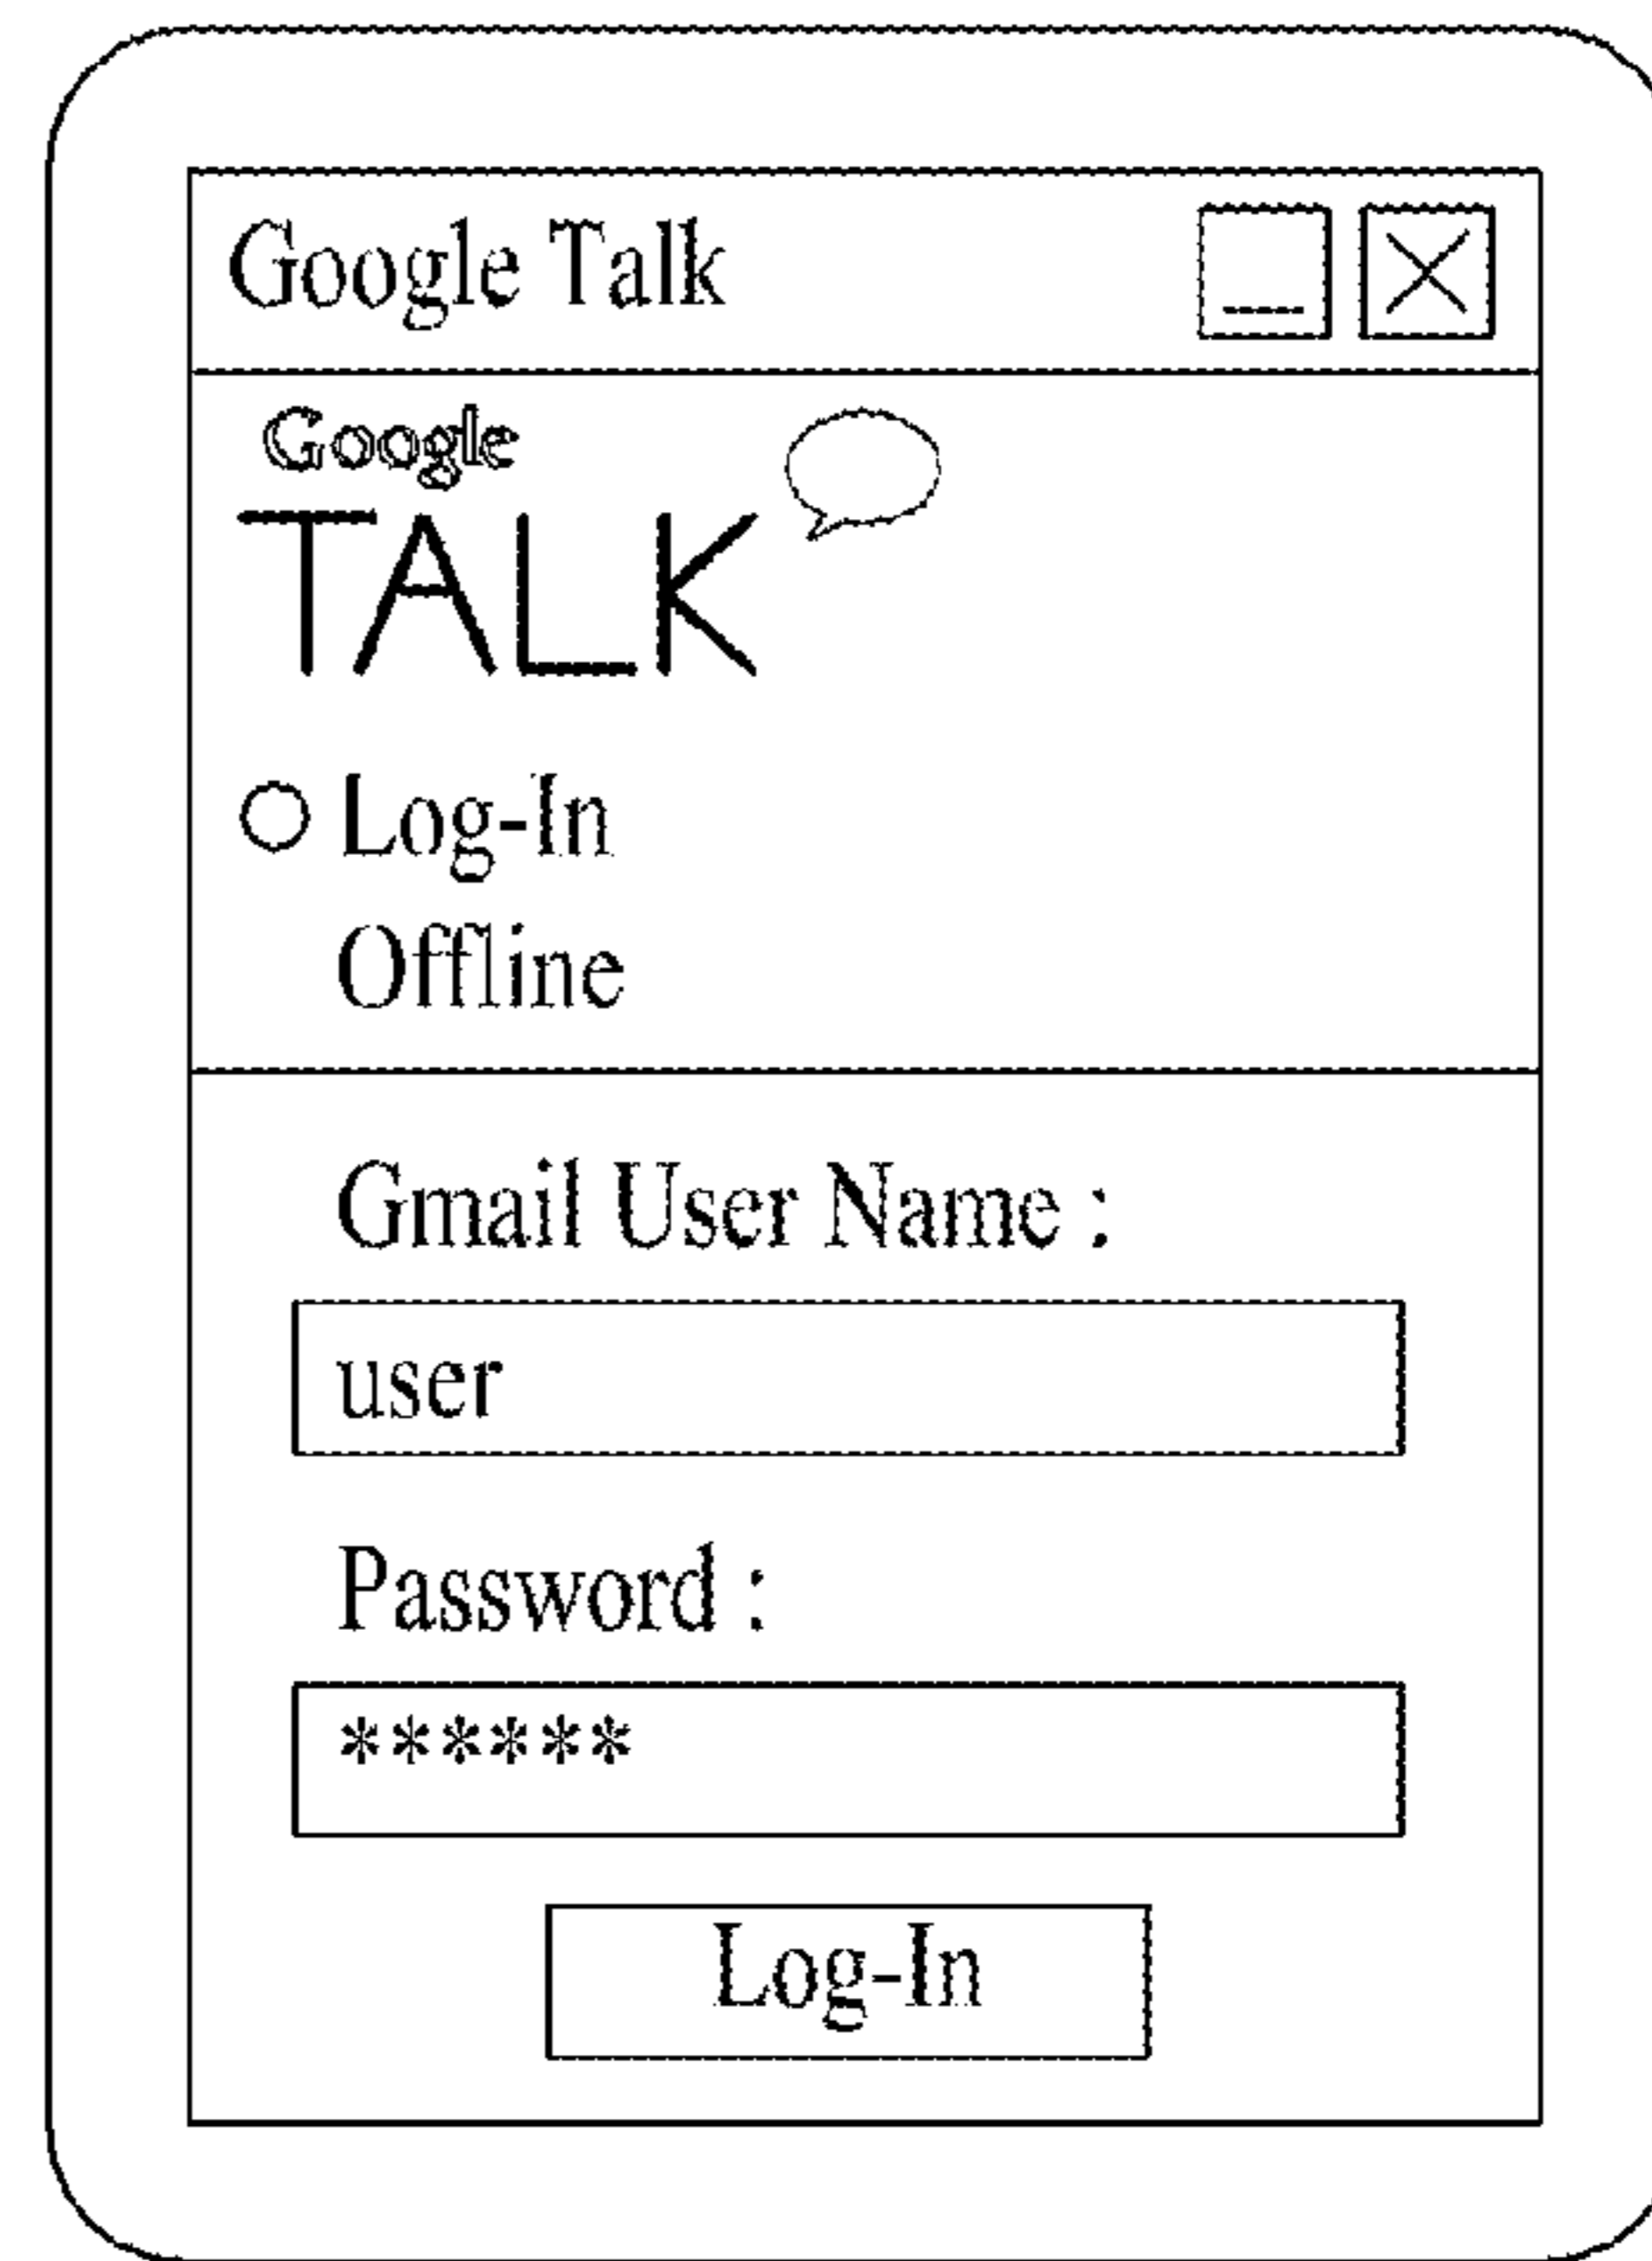 Google Talk
Google
TALK
Log-In
Offline
Gmail User Name :
user
Password :
******
Log-In